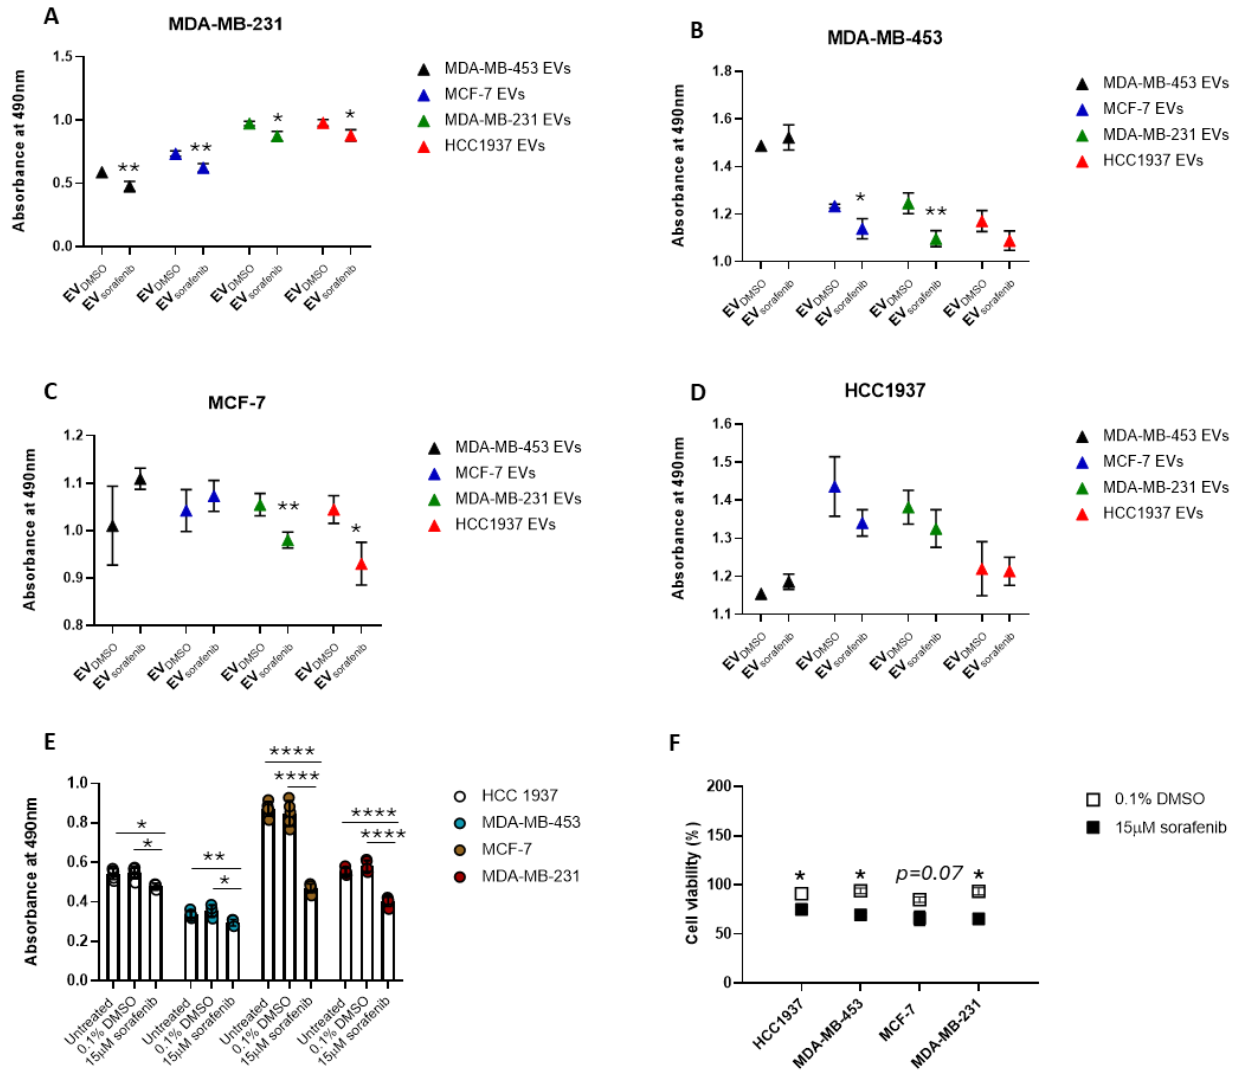 A
MDA-MB-231
Absorbance at 490nm
1.5
1.0
0.5
0.0
**
**
*
*
EVDMSO
EVsorafenib
EVDMSO
EVsorafenib
EVDMSO
EVsorafenib
EVDMSO
EVsorafenib
MDA-MB-453 EVs
MCF-7 EVs
MDA-MB-231 EVs
HCC1937 EVs
B
MDA-MB-453
Absorbance at 490nm
1.8
1.6
1.4
1.2
1.0
*
**
EVDMSO
EVsorafenib
EVDMSO
EVsorafenib
EVDMSO
EVsorafenib
EVDMSO
EVsorafenib
MDA-MB-453 EVs
MCF-7 EVs
MDA-MB-231 EVs
HCC1937 EVs
C
MCF-7
Absorbance at 490nm
1.2
1.1
1.0
0.9
0.8
**
*
EVDMSO
EVsorafenib
EVDMSO
EVsorafenib
EVDMSO
EVsorafenib
EVDMSO
EVsorafenib
MDA-MB-453 EVs
MCF-7 EVs
MDA-MB-231 EVs
HCC1937 EVs
D
HCC1937
Absorbance at 490nm
1.6
1.5
1.4
1.3
1.2
1.1
EVDMSO
EVsorafenib
EVDMSO
EVsorafenib
EVDMSO
EVsorafenib
EVDMSO
EVsorafenib
MDA-MB-453 EVs
MCF-7 EVs
MDA-MB-231 EVs
HCC1937 EVs
E
Absorbance at 490nm
1.0
0.8
0.6
0.4
0.2
0.0
*
*
**
*
****
****
****
****
Untreated
0.1% DMSO
15µM sorafenib
Untreated
0.1% DMSO
15µM sorafenib
Untreated
0.1% DMSO
15µM sorafenib
Untreated
0.1% DMSO
15µM sorafenib
HCC 1937
MDA-MB-453
MCF-7
MDA-MB-231
F
Cell viability (%)
200
150
100
50
0
*
*
p=0.07
*
HCC1937
MDA-MB-453
MCF-7
MDA-MB-231
0.1% DMSO
15µM sorafenib